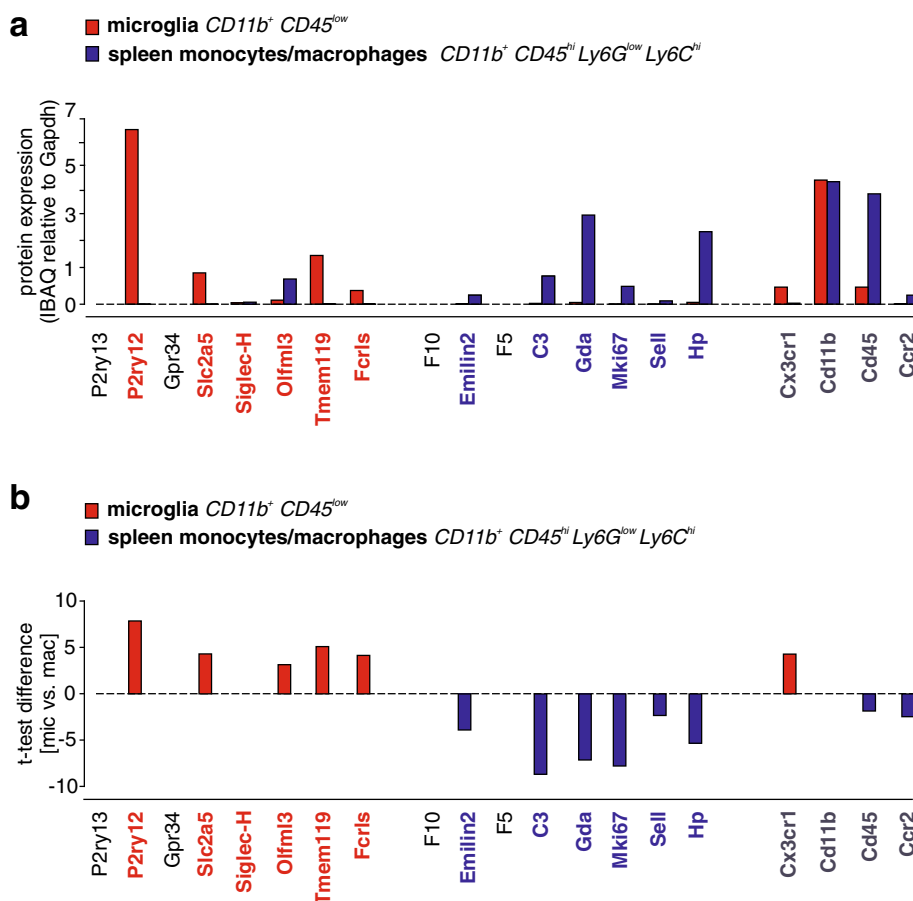 a
microglia CD11b+ CD45low
spleen monocytes/macrophages CD11b+ CD45hi Ly6Glow Ly6Chi
protein expression
(IBAQ relative to Gapdh)
7
5
3
1
0
P2ry13 P2ry12 Gpr34 Slc2a5 Siglec-H Olfml3 Tmem119 Fcrls F10 Emilin2 F5 C3 Gda Mki67 Sell Hp Cx3cr1 Cd11b Cd45 Ccr2
b
microglia CD11b+ CD45low
spleen monocytes/macrophages CD11b+ CD45hi Ly6Glow Ly6Chi
t-test difference
[mic vs. mac]
10
5
0
-5
-10
P2ry13 P2ry12 Gpr34 Slc2a5 Siglec-H Olfml3 Tmem119 Fcrls F10 Emilin2 F5 C3 Gda Mki67 Sell Hp Cx3cr1 Cd11b Cd45 Ccr2